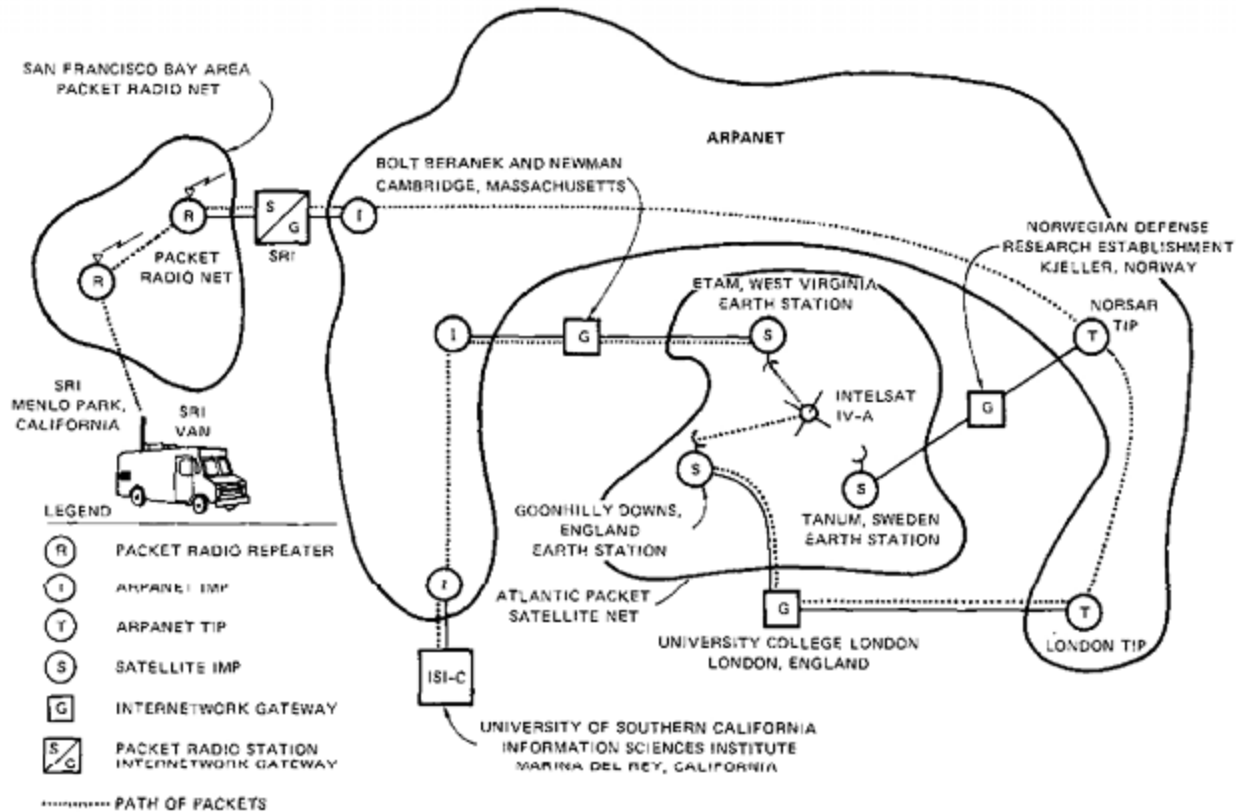 SAN FRANCISCO BAY AREA
PACKET RADIO NET
ARPANET
BOLT BERANEK AND NEWMAN
CAMBRIDGE, MASSACHUSETTS
R
S
G
I
SRI
PACKET
RADIO NET
R
NORWEGIAN DEFENSE
RESEARCH ESTABLISHMENT
KJELLER, NORWAY
ETAM, WEST VIRGINIA
EARTH STATION
NORSAR
TIP
I
G
S
T
SRI
MENLO PARK,
CALIFORNIA
SRI
VAN
INTELSAT
IV-A
G
S
S
GOONHILLY DOWNS,
ENGLAND
EARTH STATION
TANUM, SWEDEN
EARTH STATION
I
ATLANTIC PACKET
SATELLITE NET
G
T
UNIVERSITY COLLEGE LONDON
LONDON, ENGLAND
LONDON TIP
ISI-C
UNIVERSITY OF SOUTHERN CALIFORNIA
INFORMATION SCIENCES INSTITUTE
MARINA DEL REY, CALIFORNIA
LEGEND
R PACKET RADIO REPEATER
I ARPANET IMP
T ARPANET TIP
S SATELLITE IMP
G INTERNETWORK GATEWAY
S/G PACKET RADIO STATION
INTERNETWORK GATEWAY
PATH OF PACKETS